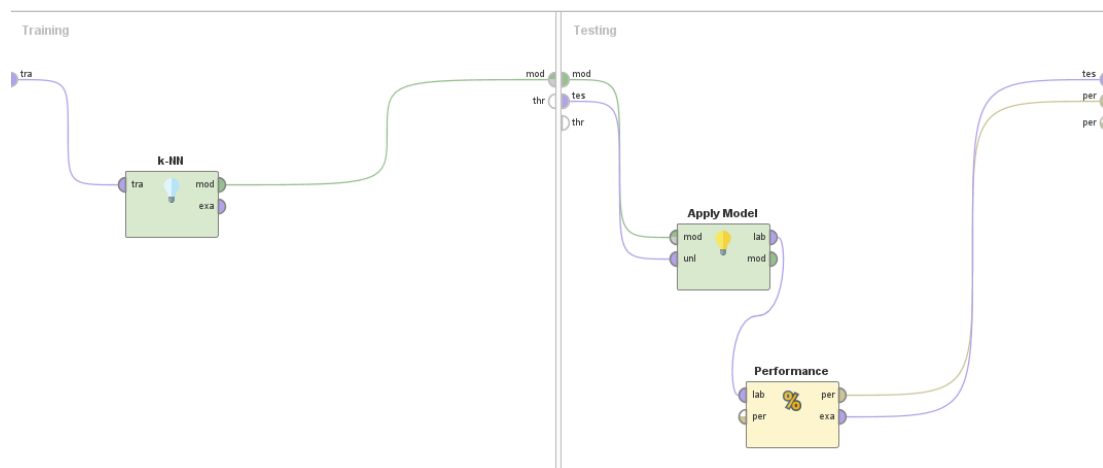 Training
tra
mod
thr
k-NN
tra
mod
exa
Testing
mod
tes
thr
tes
per
per
Apply Model
mod
lab
unl
mod
Performance
lab
per
per
exa
%